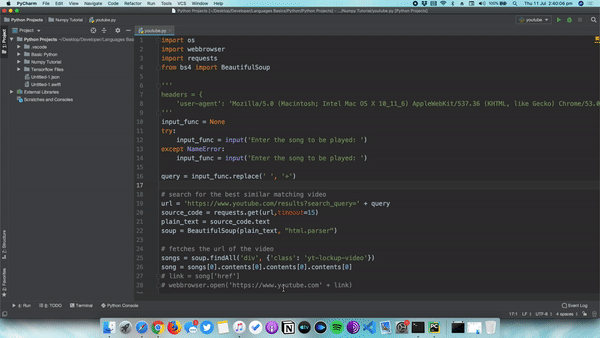 PyCharm File Edit View Navigate Code Refactor Run Tools VCS Window Help 100% Thu 11 Jul 2:40:06 pm
Python Projects [~/Desktop/Developer/Languages Basics/Python/Python Projects] - .../Numpy Tutorial/youtube.py [Python Projects]
Python Projects Numpy Tutorial youtube.py youtube
Project youtube.py
1: Project
Python Projects ~/Desktop/Developer/Languages Basi
.vscode
Basic Python
Numpy Tutorial
Tensorflow Files
Untitled-1.json
Untitled-1.swift
External Libraries
Scratches and Consoles
1 import os
2 import webbrowser
3 import requests
4 from bs4 import BeautifulSoup
5
6 '''
7 headers = {
8 'user-agent': 'Mozilla/5.0 (Macintosh; Intel Mac OS X 10_11_6) AppleWebKit/537.36 (KHTML, like Gecko) Chrome/53.0
9 '''
10 input_func = None
11 try:
12 input_func = input('Enter the song to be played: ')
13 except NameError:
14 input_func = input('Enter the song to be played: ')
15
16 query = input_func.replace(' ', '+')
17
18 # search for the best similar matching video
19 url = 'https://www.youtube.com/results?search_query=' + query
20 source_code = requests.get(url,timeout=15)
21 plain_text = source_code.text
22 soup = BeautifulSoup(plain_text, "html.parser")
23
24 # fetches the url of the video
25 songs = soup.findAll('div', {'class': 'yt-lockup-video'})
26 song = songs[0].contents[0].contents[0].contents[0]
27 # link = song['href']
28 # webbrowser.open('https://www.youtube.com' + link)
7: Structure
2: Favorites
4: Run 6: TODO Terminal Python Console Event Log
17:1 LF UTF-8 4 spaces